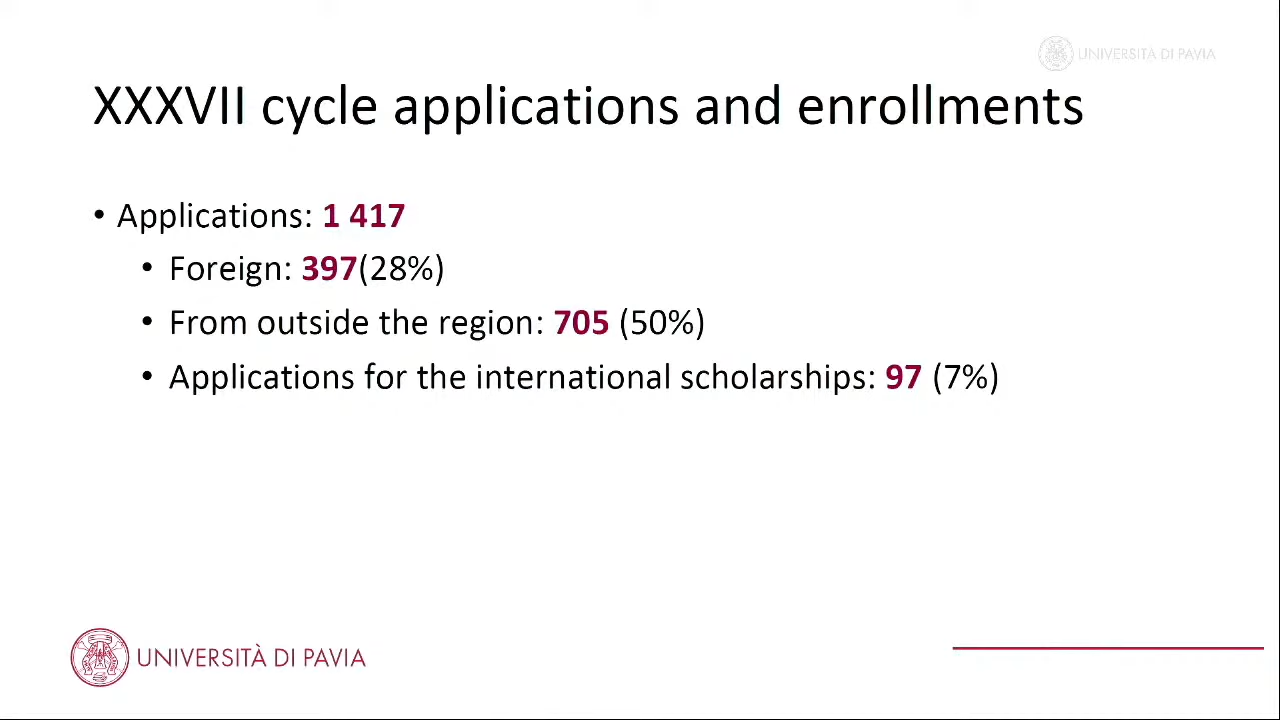 UNIVERSITÀ DI PAVIA
XXXVII cycle applications and enrollments
• Applications: 1 417
• Foreign: 397(28%)
• From outside the region: 705 (50%)
• Applications for the international scholarships: 97 (7%)
UNIVERSITÀ DI PAVIA